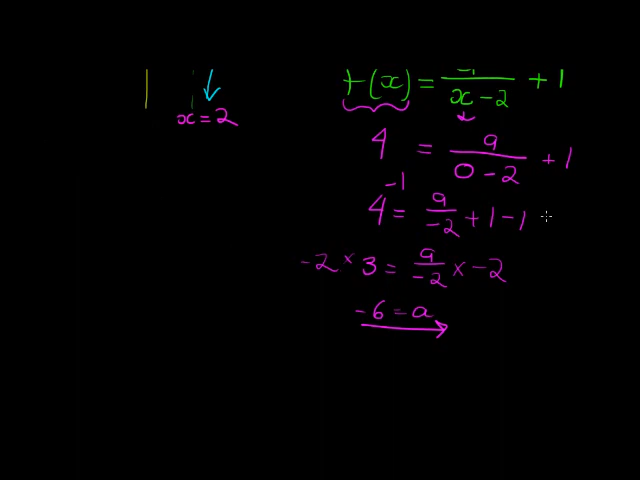 f(x) = a/(x-2) + 1
x = 2
4 = a/(0-2) + 1
4 -1 = a/-2 + 1 - 1
-2 × 3 = a/-2 × -2
-6 = a